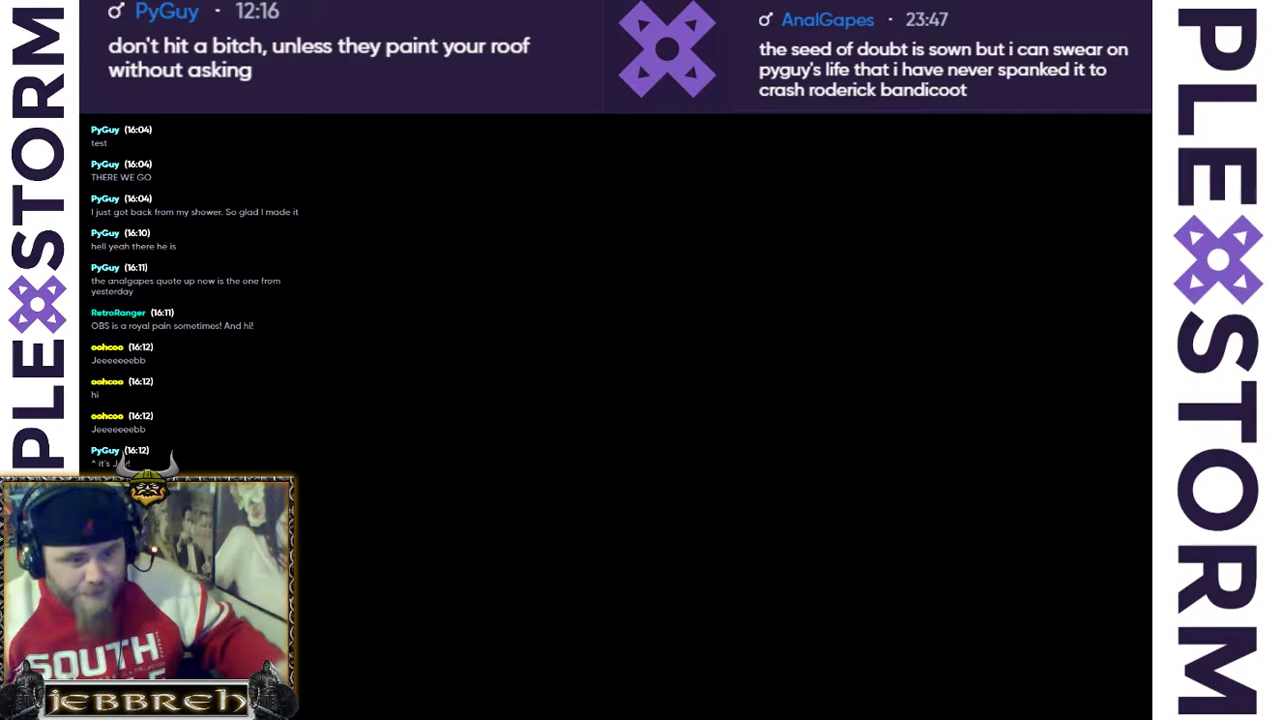 PLEXSTORM
PyGuy · 12:16
don't hit a bitch, unless they paint your roof
without asking
AnalGapes · 23:47
the seed of doubt is sown but i can swear on
pyguy's life that i have never spanked it to
crash roderick bandicoot
PyGuy (16:04)
test
PyGuy (16:04)
THERE WE GO
PyGuy (16:04)
I just got back from my shower. So glad I made it
PyGuy (16:10)
hell yeah there he is
PyGuy (16:11)
the analgapes quote up now is the one from
yesterday
RetroRanger (16:11)
OBS is a royal pain sometimes! And hi!
oohcoo (16:12)
Jeeeeeeebb
oohcoo (16:12)
hi
oohcoo (16:12)
Jeeeeeeebb
PyGuy (16:12)
^ it's
SOUTH
JEBBREH
PLEXSTORM